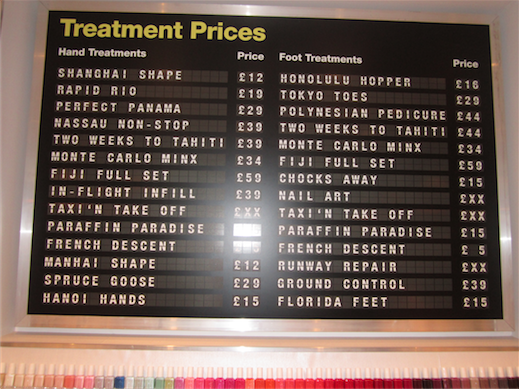 Treatment Prices
Hand Treatments Price
SHANGHAI SHAPE £12
RAPID RIO £19
PERFECT PANAMA £29
NASSAU NON-STOP £39
TWO WEEKS TO TAHITI £39
MONTE CARLO MINX £34
FIJI FULL SET £59
IN-FLIGHT INFILL £39
TAXI'N TAKE OFF £XX
PARAFFIN PARADISE
FRENCH DESCENT
MANHAI SHAPE £12
SPRUCE GOOSE £29
HANOI HANDS £15
Foot Treatments Price
HONOLULU HOPPER £16
TOKYO TOES £29
POLYNESIAN PEDICURE £44
TWO WEEKS TO TAHITI £44
MONTE CARLO MINX £34
FIJI FULL SET £59
CHOCKS AWAY £15
NAIL ART £XX
TAXI'N TAKE OFF £XX
PARAFFIN PARADISE £15
FRENCH DESCENT £ 5
RUNWAY REPAIR £XX
GROUND CONTROL £39
FLORIDA FEET £15